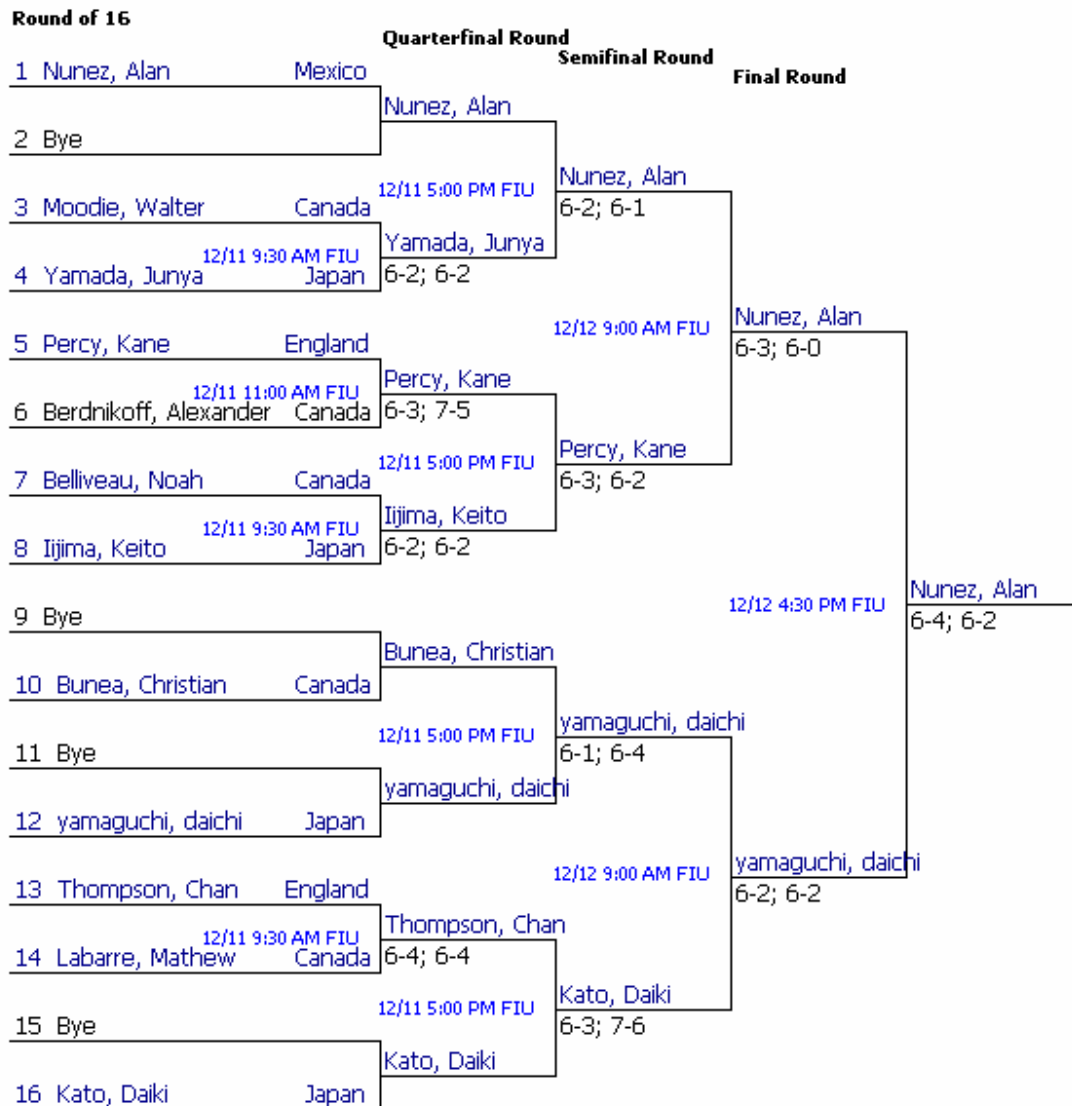 Round of 16
Quarterfinal Round
Semifinal Round
Final Round
1 Nunez, Alan Mexico
Nunez, Alan
2 Bye
12/11 5:00 PM FIU
Nunez, Alan
6-2; 6-1
3 Moodie, Walter Canada
12/11 9:30 AM FIU
Yamada, Junya
6-2; 6-2
4 Yamada, Junya Japan
12/12 9:00 AM FIU
Nunez, Alan
6-3; 6-0
5 Percy, Kane England
12/11 11:00 AM FIU
Percy, Kane
6-3; 7-5
6 Berdnikoff, Alexander Canada
12/11 5:00 PM FIU
Percy, Kane
6-3; 6-2
7 Belliveau, Noah Canada
12/11 9:30 AM FIU
Iijima, Keito
6-2; 6-2
8 Iijima, Keito Japan
12/12 4:30 PM FIU
Nunez, Alan
6-4; 6-2
9 Bye
Bunea, Christian
10 Bunea, Christian Canada
12/11 5:00 PM FIU
yamaguchi, daichi
6-1; 6-4
11 Bye
yamaguchi, daichi
12 yamaguchi, daichi Japan
12/12 9:00 AM FIU
yamaguchi, daichi
6-2; 6-2
13 Thompson, Chan England
12/11 9:30 AM FIU
Thompson, Chan
6-4; 6-4
14 Labarre, Mathew Canada
12/11 5:00 PM FIU
Kato, Daiki
6-3; 7-6
15 Bye
Kato, Daiki
16 Kato, Daiki Japan